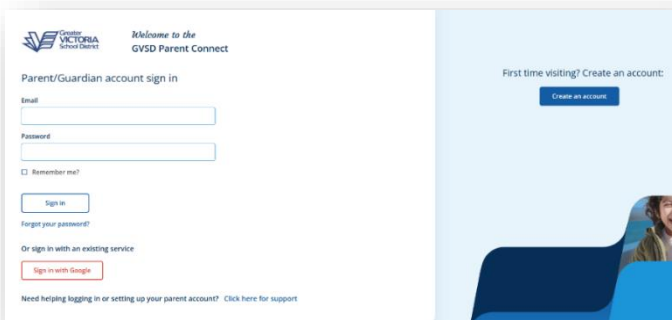 Greater
VICTORIA
School District
Welcome to the
GVSD Parent Connect
Parent/Guardian account sign in
Email
Password
Remember me?
Sign in
Forgot your password?
Or sign in with an existing service
Sign in with Google
Need helping logging in or setting up your parent account? Click here for support
First time visiting? Create an account:
Create an account